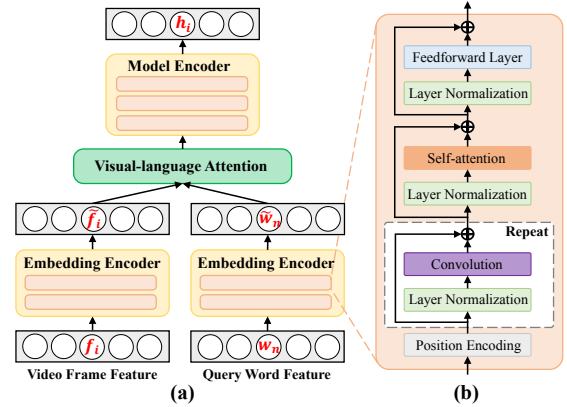 h_i
Model Encoder
Visual-language Attention
f̃_i
w̃_n
Embedding Encoder
Embedding Encoder
f_i
w_n
Video Frame Feature
Query Word Feature
(a)
Feedforward Layer
Layer Normalization
Self-attention
Layer Normalization
Repeat
Convolution
Layer Normalization
Position Encoding
(b)